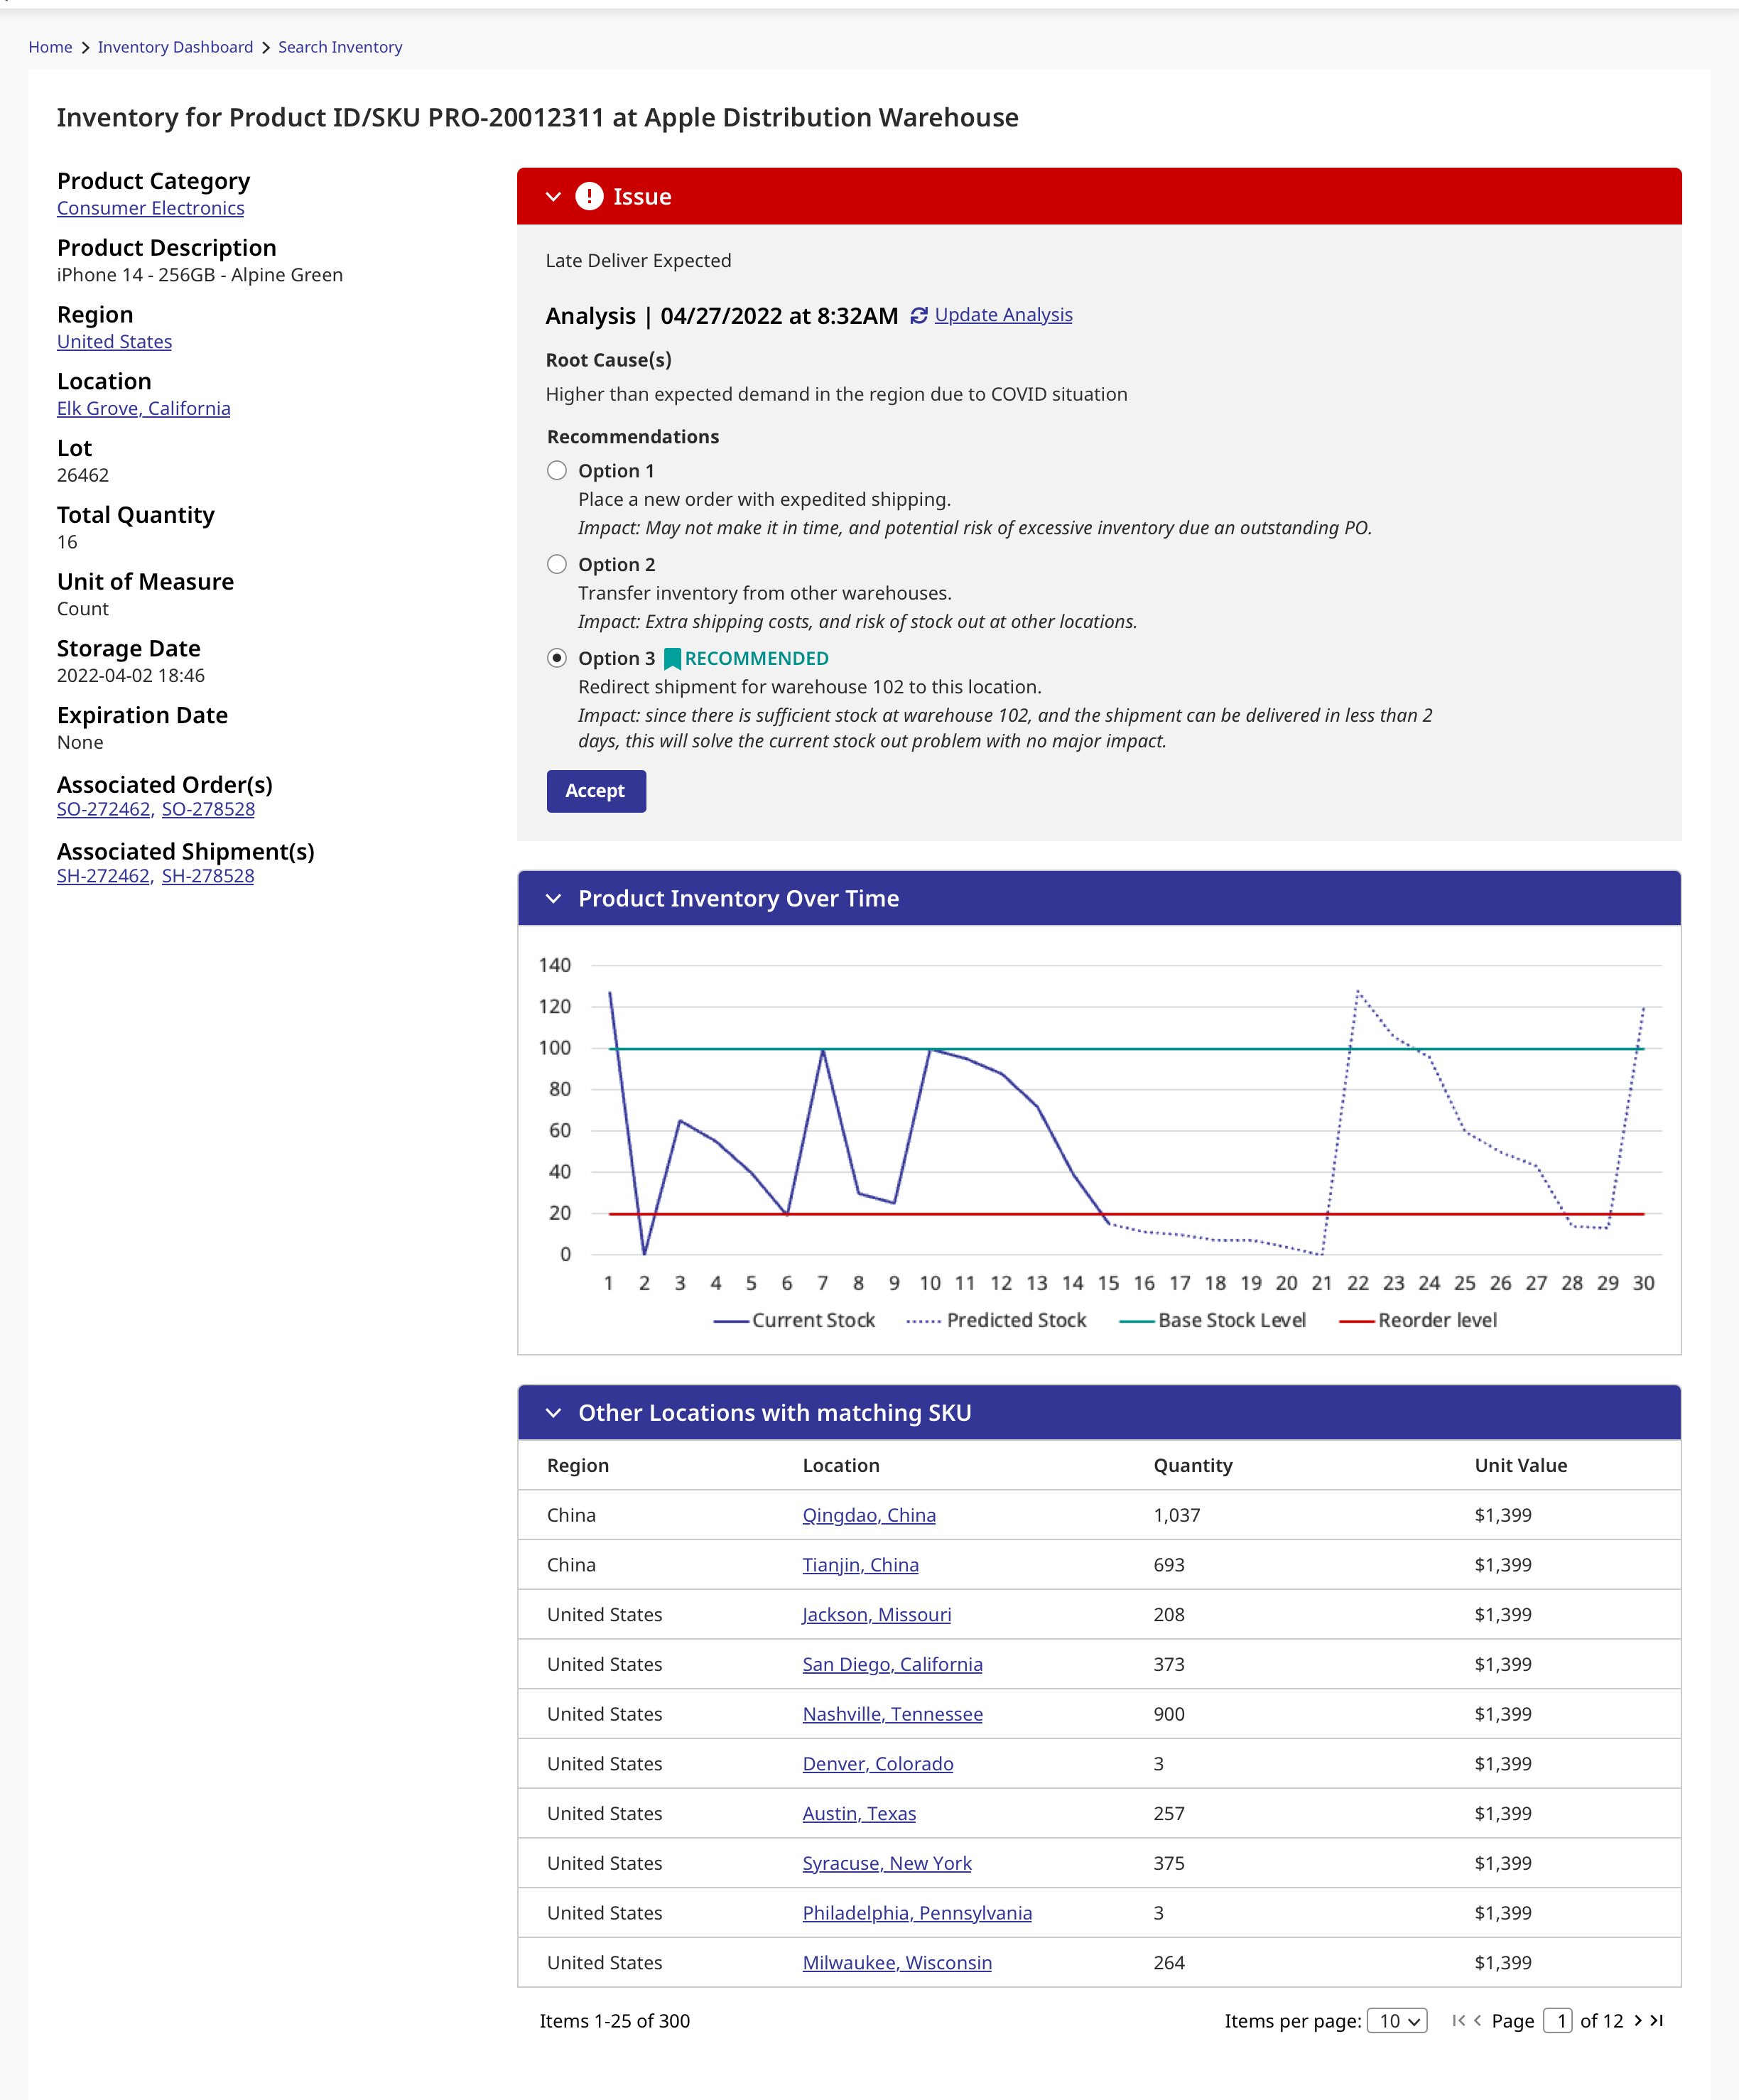 Home > Inventory Dashboard > Search Inventory
Inventory for Product ID/SKU PRO-20012311 at Apple Distribution Warehouse
Product Category
Consumer Electronics
Product Description
iPhone 14 - 256GB - Alpine Green
Region
United States
Location
Elk Grove, California
Lot
26462
Total Quantity
16
Unit of Measure
Count
Storage Date
2022-04-02 18:46
Expiration Date
None
Associated Order(s)
SO-272462, SO-278528
Associated Shipment(s)
SH-272462, SH-278528
Issue
Late Deliver Expected
Analysis | 04/27/2022 at 8:32AM Update Analysis
Root Cause(s)
Higher than expected demand in the region due to COVID situation
Recommendations
Option 1
Place a new order with expedited shipping.
Impact: May not make it in time, and potential risk of excessive inventory due an outstanding PO.
Option 2
Transfer inventory from other warehouses.
Impact: Extra shipping costs, and risk of stock out at other locations.
Option 3 RECOMMENDED
Redirect shipment for warehouse 102 to this location.
Impact: since there is sufficient stock at warehouse 102, and the shipment can be delivered in less than 2
days, this will solve the current stock out problem with no major impact.
Accept
Product Inventory Over Time
140
120
100
80
60
40
20
0
1 2 3 4 5 6 7 8 9 10 11 12 13 14 15 16 17 18 19 20 21 22 23 24 25 26 27 28 29 30
Current Stock Predicted Stock Base Stock Level Reorder level
Other Locations with matching SKU
Region Location Quantity Unit Value
China Qingdao, China 1,037 $1,399
China Tianjin, China 693 $1,399
United States Jackson, Missouri 208 $1,399
United States San Diego, California 373 $1,399
United States Nashville, Tennessee 900 $1,399
United States Denver, Colorado 3 $1,399
United States Austin, Texas 257 $1,399
United States Syracuse, New York 375 $1,399
United States Philadelphia, Pennsylvania 3 $1,399
United States Milwaukee, Wisconsin 264 $1,399
Items 1-25 of 300 Items per page: 10 Page 1 of 12